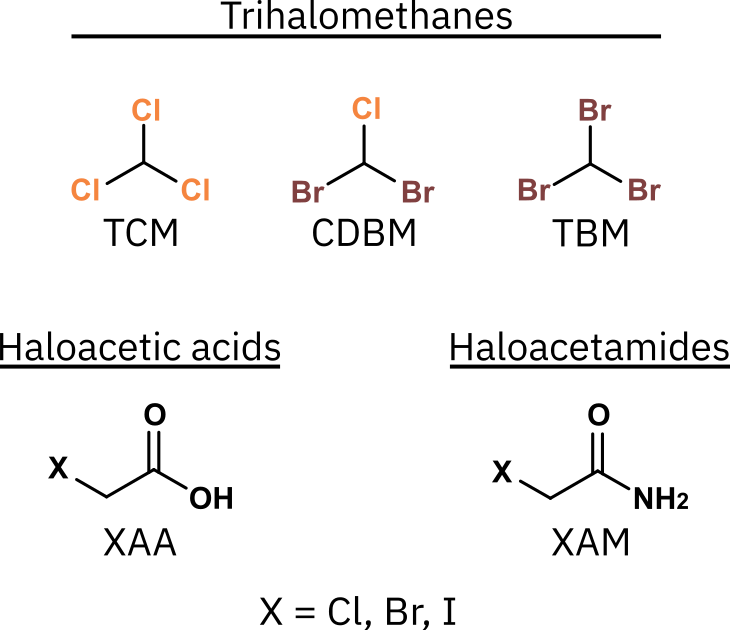 Trihalomethanes
Cl Cl Br
Cl Cl Br Br Br Br
TCM CDBM TBM
Haloacetic acids Haloacetamides
O O
X X
OH NH2
XAA XAM
X = Cl, Br, I